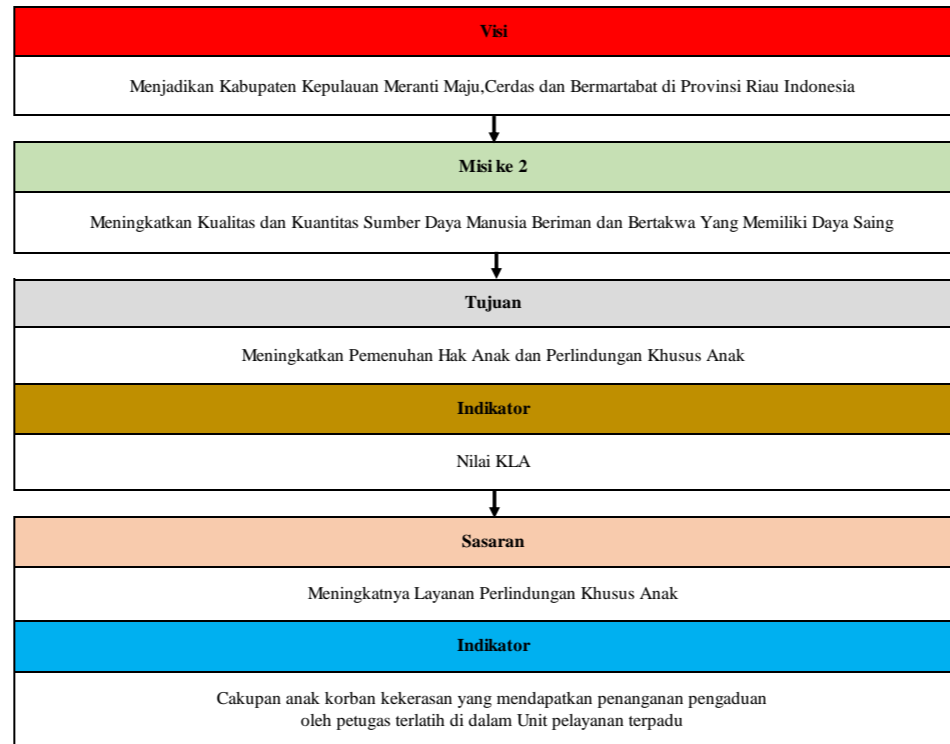 Visi
Menjadikan Kabupaten Kepulauan Meranti Maju,Cerdas dan Bermartabat di Provinsi Riau Indonesia
Misi ke 2
Meningkatkan Kualitas dan Kuantitas Sumber Daya Manusia Beriman dan Bertakwa Yang Memiliki Daya Saing
Tujuan
Meningkatkan Pemenuhan Hak Anak dan Perlindungan Khusus Anak
Indikator
Nilai KLA
Sasaran
Meningkatnya Layanan Perlindungan Khusus Anak
Indikator
Cakupan anak korban kekerasan yang mendapatkan penanganan pengaduan
oleh petugas terlatih di dalam Unit pelayanan terpadu